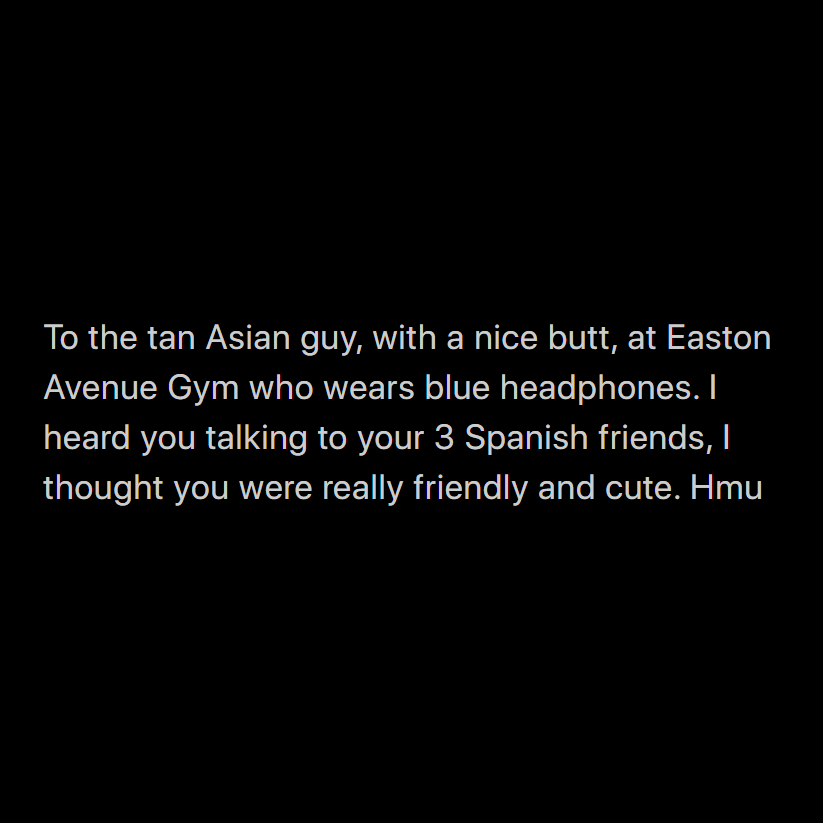 To the tan Asian guy, with a nice butt, at Easton
Avenue Gym who wears blue headphones. I
heard you talking to your 3 Spanish friends, I
thought you were really friendly and cute. Hmu